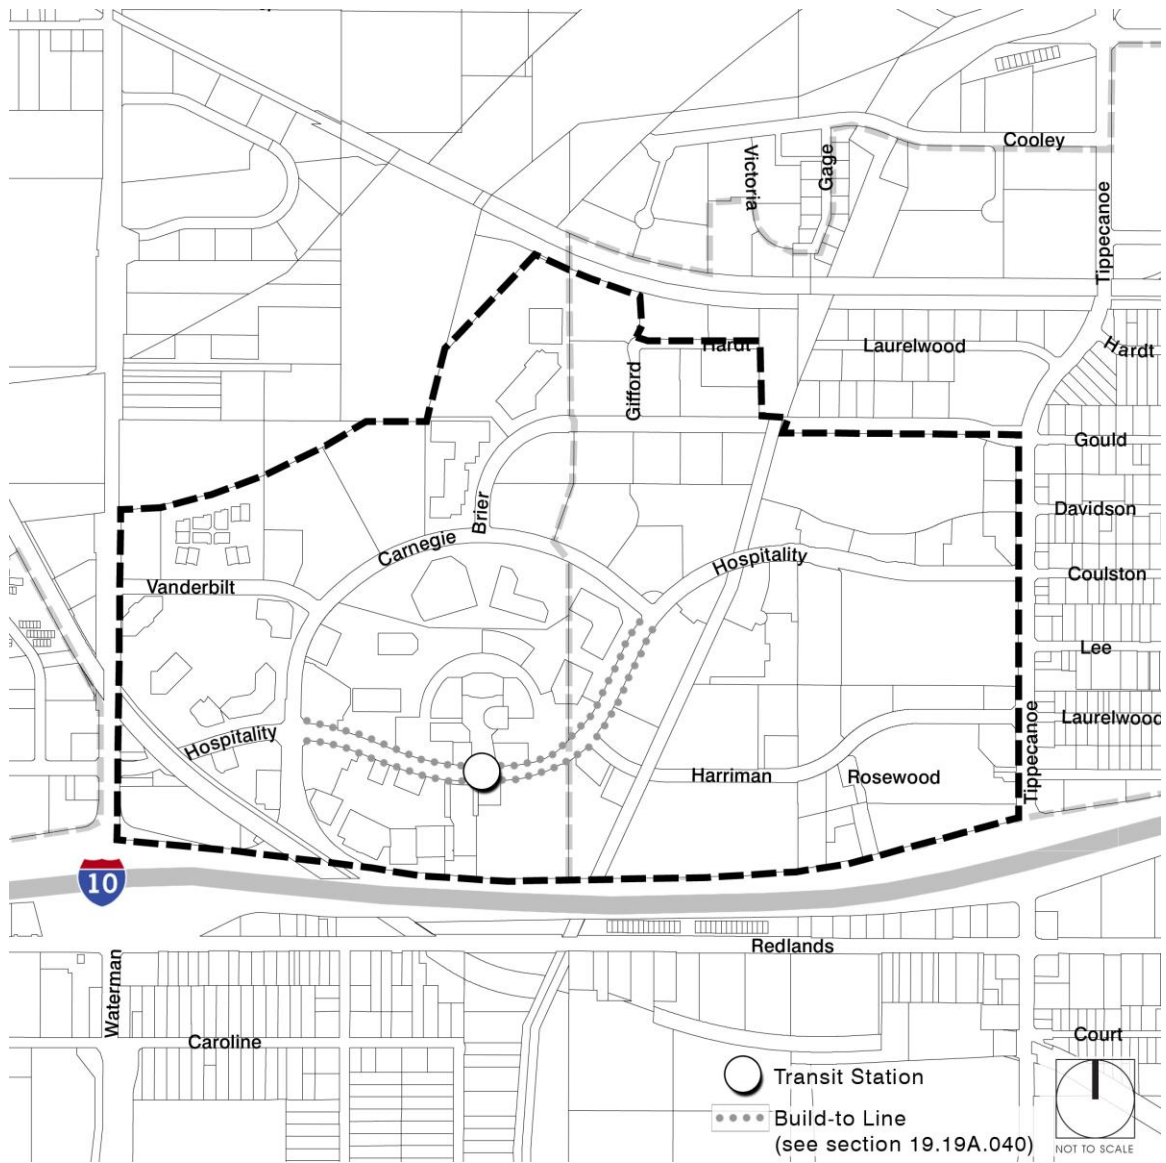 Cooley
Victoria
Gage
Tippecanoe
Hardt
Laurelwood
Hardt
Gifford
Gould
Brier
Davidson
Carnegie
Hospitality
Coulston
Vanderbilt
Lee
Hospitality
Laurelwood
Tippecanoe
Harriman
Rosewood
10
Redlands
Waterman
Caroline
Court
Transit Station
Build-to Line
(see section 19.19A.040)
NOT TO SCALE